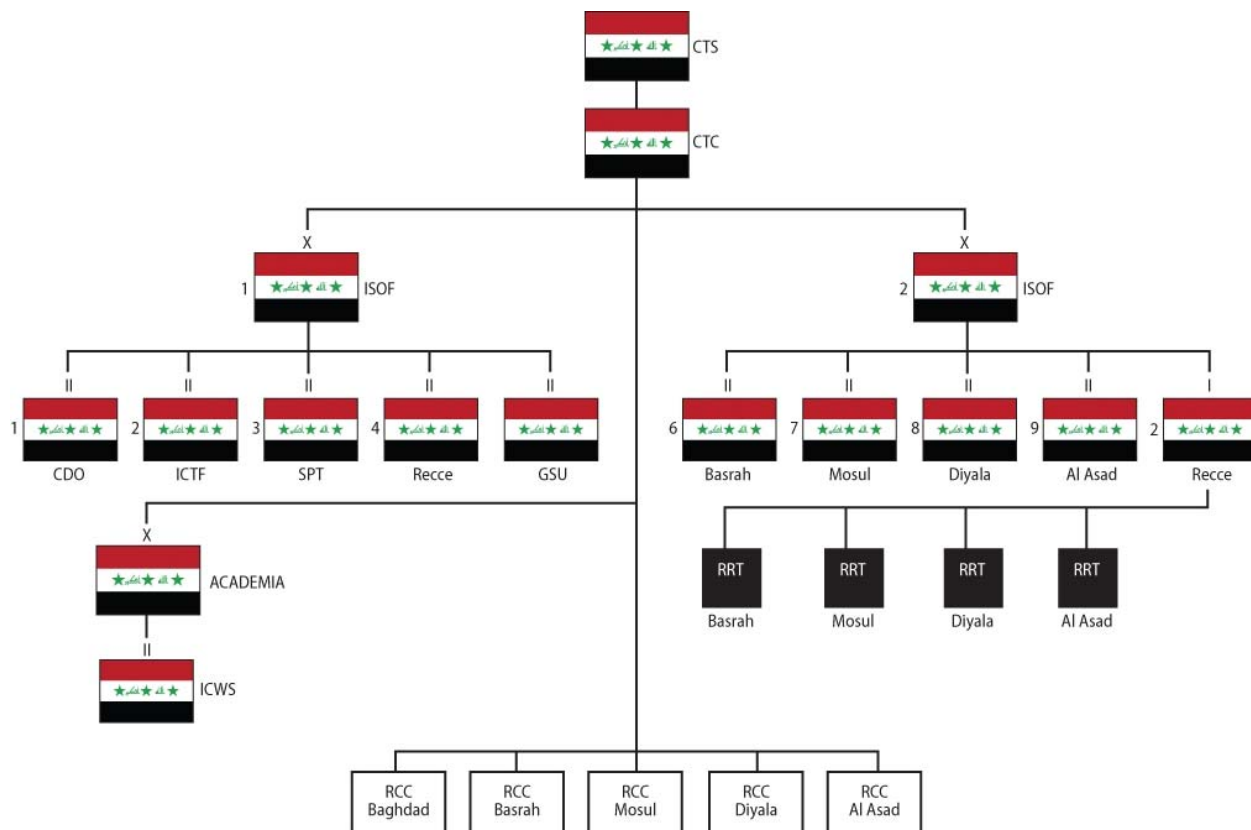 CTS
CTC
X
X
1 ISOF
2 ISOF
II II II II II
II II II II I
1 2 3 4
6 7 8 9 2
CDO ICTF SPT Recce GSU
Basrah Mosul Diyala Al Asad Recce
X
ACADEMIA
RRT RRT RRT RRT
Basrah Mosul Diyala Al Asad
II
ICWS
RCC
Baghdad
RCC
Basrah
RCC
Mosul
RCC
Diyala
RCC
Al Asad